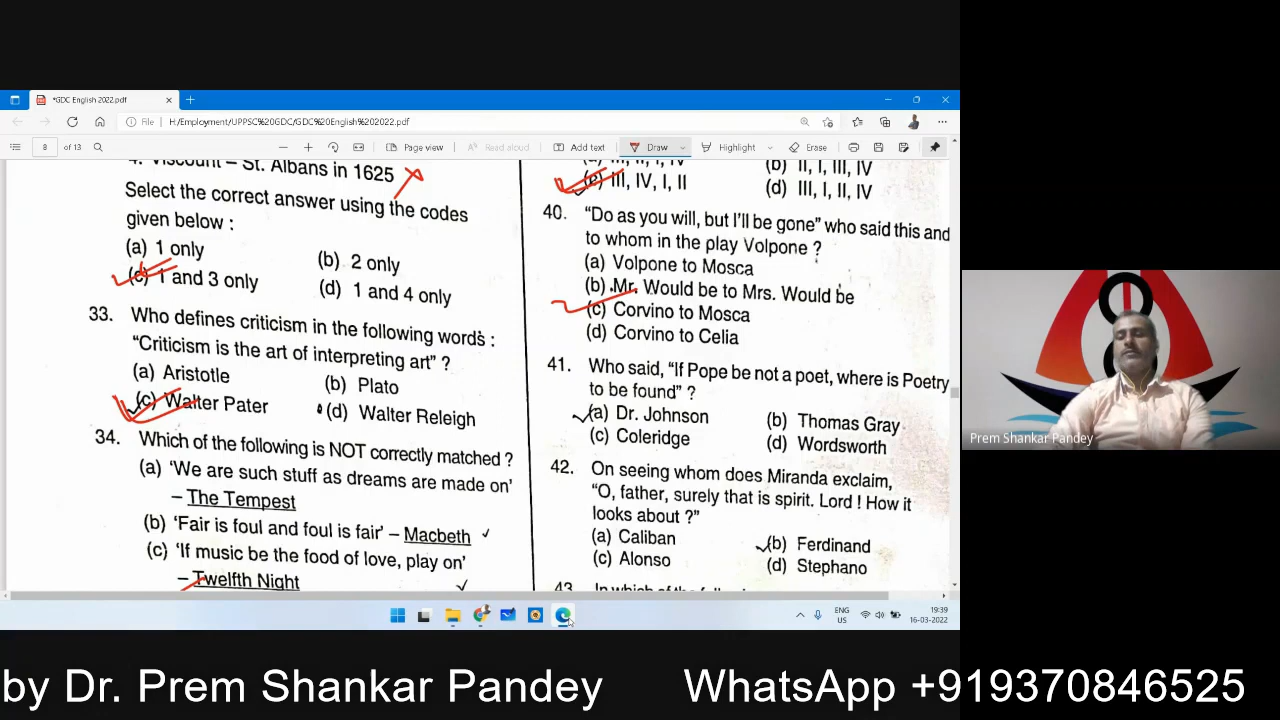 *GDC English 2022.pdf
File
H:/Employment/UPPSC%20GDC/GDC%20English%202022.pdf
8 of 13
Page view
Read aloud
Add text
Draw
Highlight
Erase
4. Viscount – St. Albans in 1625
Select the correct answer using the codes
given below :
(a) 1 only
(b) 2 only
(c) 1 and 3 only
(d) 1 and 4 only
33. Who defines criticism in the following words :
“Criticism is the art of interpreting art” ?
(a) Aristotle
(b) Plato
(c) Walter Pater
(d) Walter Releigh
34. Which of the following is NOT correctly matched ?
(a) ‘We are such stuff as dreams are made on’
– The Tempest
(b) ‘Fair is foul and foul is fair’ – Macbeth
(c) ‘If music be the food of love, play on’
– Twelfth Night
(b) II, I, III, IV
III, IV, I, II
(d) III, I, II, IV
40. “Do as you will, but I’ll be gone” who said this and
to whom in the play Volpone ?
(a) Volpone to Mosca
(b) Mr. Would be to Mrs. Would be
(c) Corvino to Mosca
(d) Corvino to Celia
41. Who said, “If Pope be not a poet, where is Poetry
to be found” ?
(a) Dr. Johnson
(b) Thomas Gray
(c) Coleridge
(d) Wordsworth
42. On seeing whom does Miranda exclaim,
“O, father, surely that is spirit. Lord ! How it
looks about ?”
(a) Caliban
(b) Ferdinand
(c) Alonso
(d) Stephano
43. In which of the
Prem Shankar Pandey
ENG
US
19:39
16-03-2022
by Dr. Prem Shankar Pandey WhatsApp +919370846525